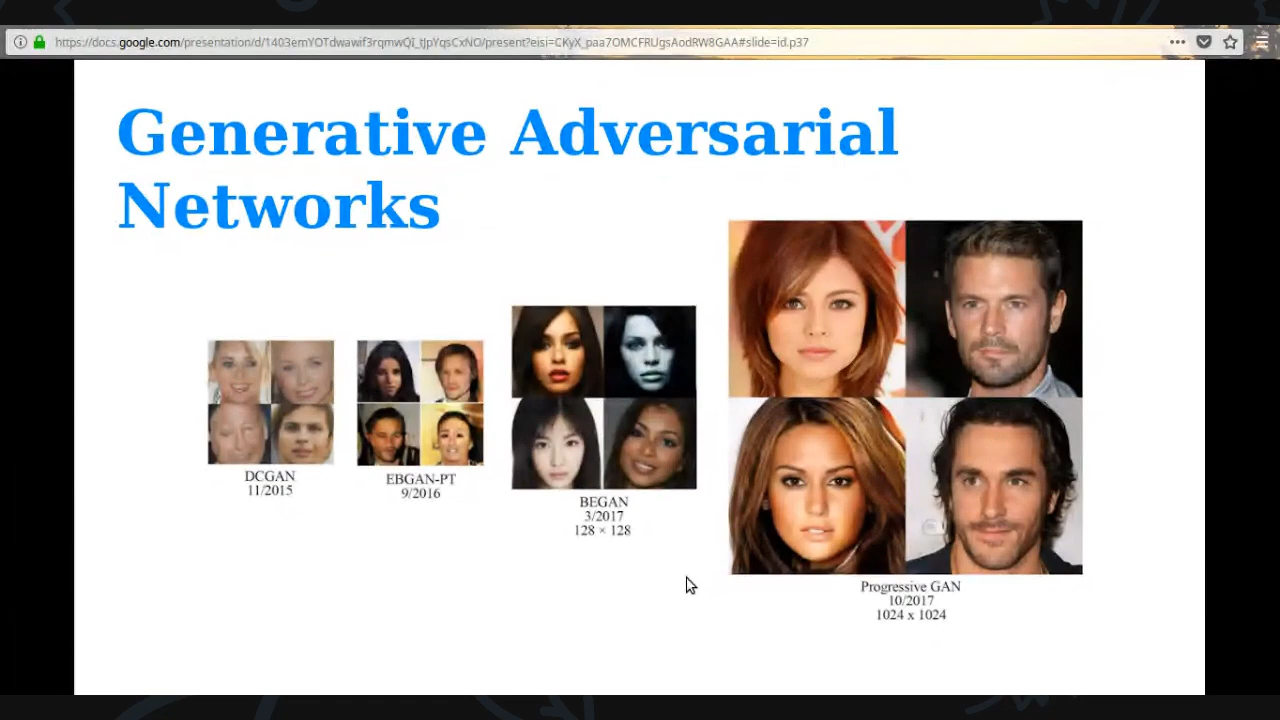 https://docs.google.com/presentation/d/1403emYOTdwawif3rqmwQi_tJpYqsCxNO/present?eisi=CKyX_paa7OMCFRUgsAodRW8GAA#slide=id.p37
Generative Adversarial
Networks
DCGAN
11/2015
EBGAN-PT
9/2016
BEGAN
3/2017
128 × 128
Progressive GAN
10/2017
1024 x 1024